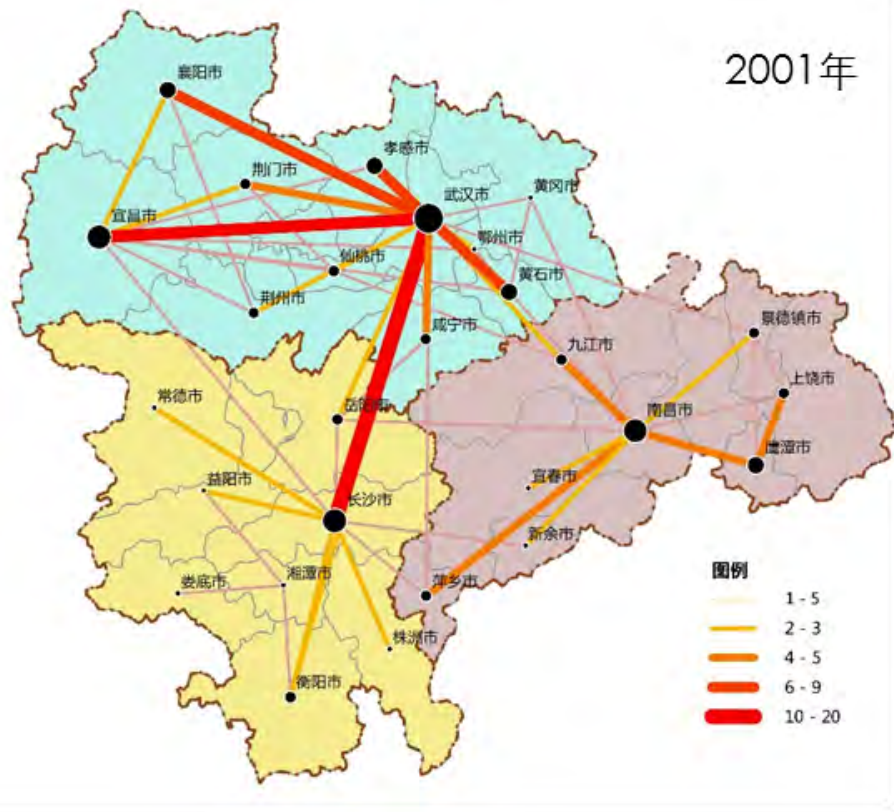 2001年
襄阳市
孝感市
荆门市
武汉市
黄冈市
宜昌市
鄂州市
仙桃市
黄石市
荆州市
咸宁市
景德镇市
九江市
上饶市
常德市
岳阳市
南昌市
鹰潭市
益阳市
宜春市
长沙市
新余市
娄底市
湘潭市
萍乡市
株洲市
衡阳市
图例
1 - 5
2 - 3
4 - 5
6 - 9
10 - 20